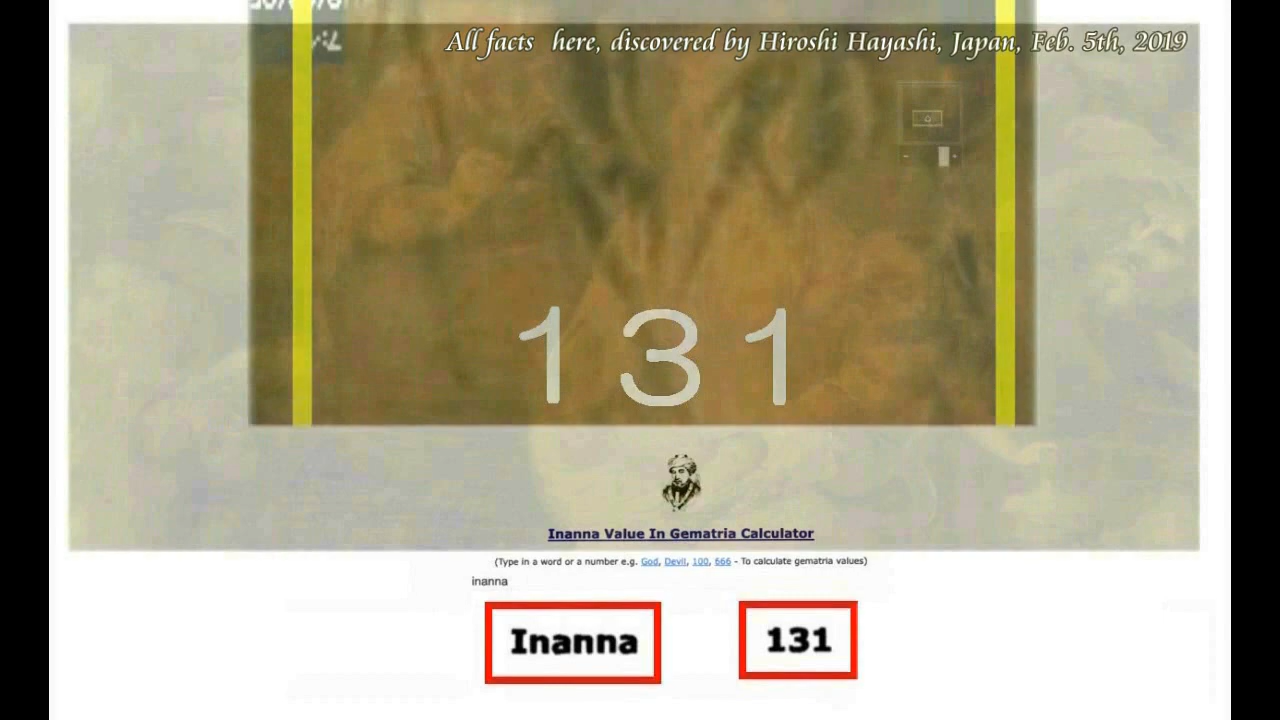 All facts here, discovered by Hiroshi Hayashi, Japan, Feb. 5th, 2019
131
Inanna Value In Gematria Calculator
(Type in a word or a number e.g. God, Devil, 100, 666 - To calculate gematria values)
inanna
Inanna 131